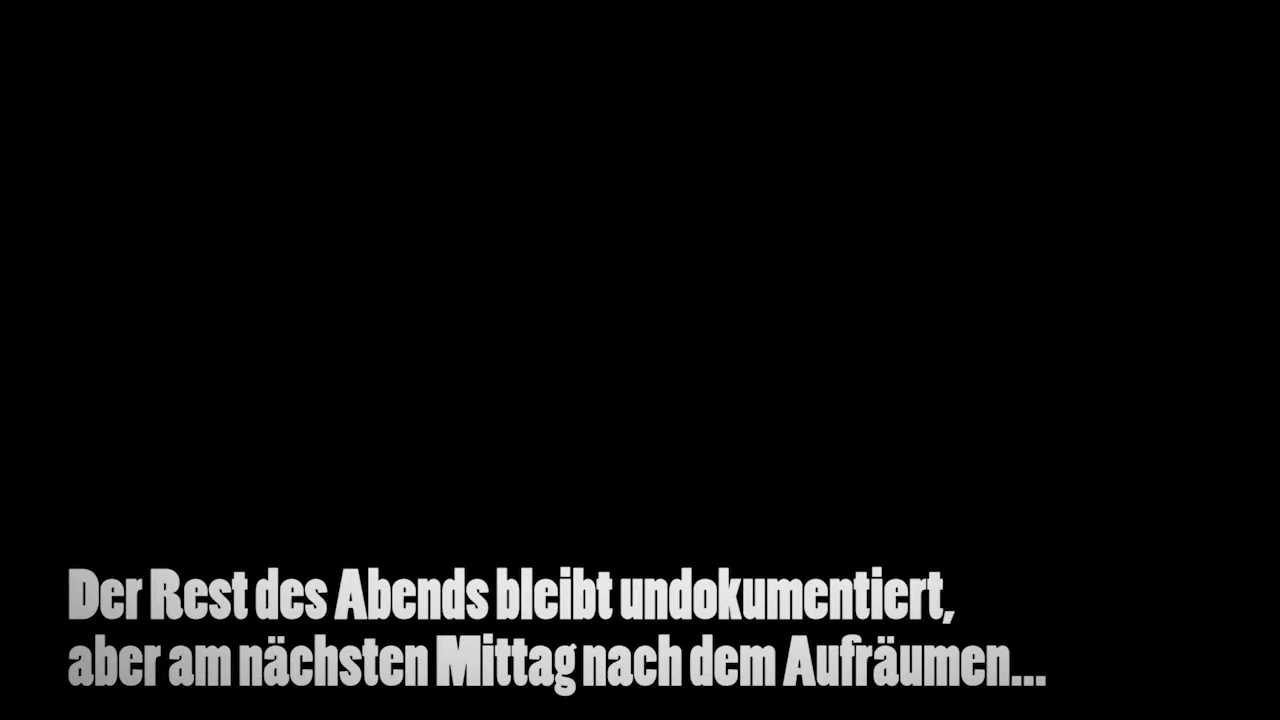 Der Rest des Abends bleibt undokumentiert,
aber am nächsten Mittag nach dem Aufräumen...